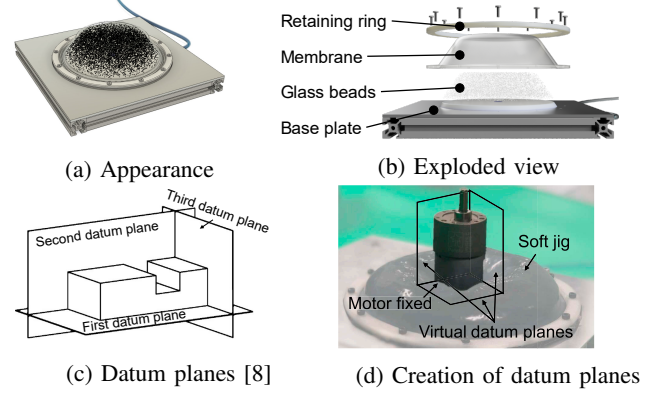 Retaining ring
Membrane
Glass beads
Base plate
(a) Appearance
(b) Exploded view
Third datum plane
Second datum plane
First datum plane
Soft jig
Motor fixed
Virtual datum planes
(c) Datum planes [8]
(d) Creation of datum planes